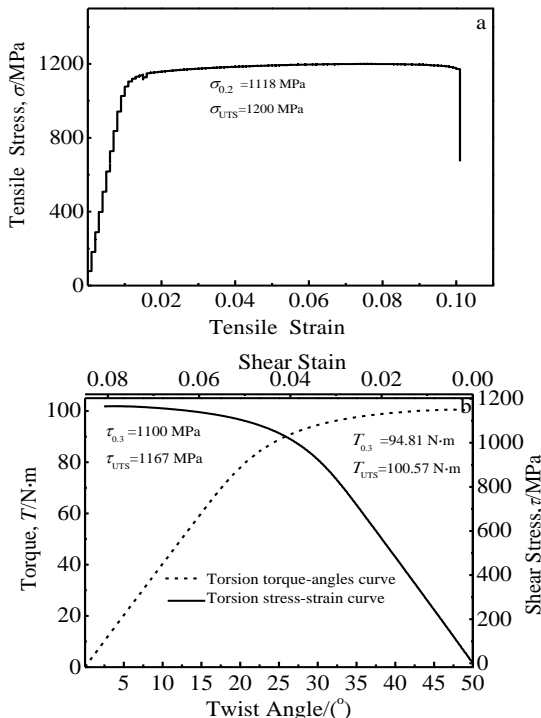 a
1200
800
400
0
Tensile Stress, σ/MPa
σ0.2 =1118 MPa
σUTS=1200 MPa
0.02 0.04 0.06 0.08 0.10
Tensile Strain
Shear Stain
0.08 0.06 0.04 0.02 0.00
b
100
80
60
40
20
0
Torque, T/N·m
τ0.3 =1100 MPa
τUTS=1167 MPa
T0.3 =94.81 N·m
TUTS=100.57 N·m
Torsion torque-angles curve
Torsion stress-strain curve
1200
1000
800
600
400
200
0
Shear Stress, τ/MPa
5 10 15 20 25 30 35 40 45 50
Twist Angle/(o)